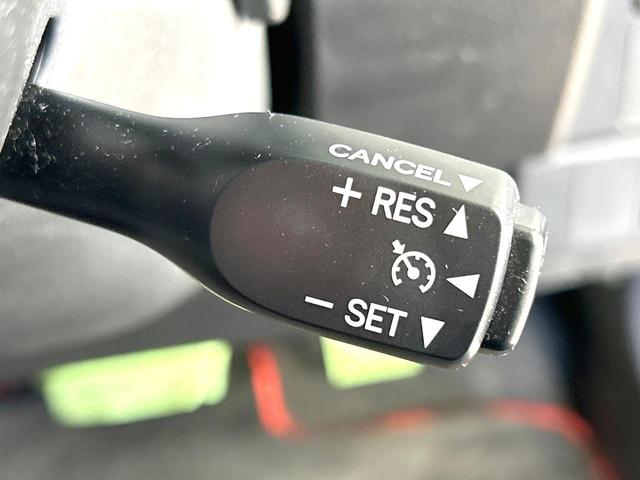 CANCEL▼
+ RES▲
◀
− SET▼